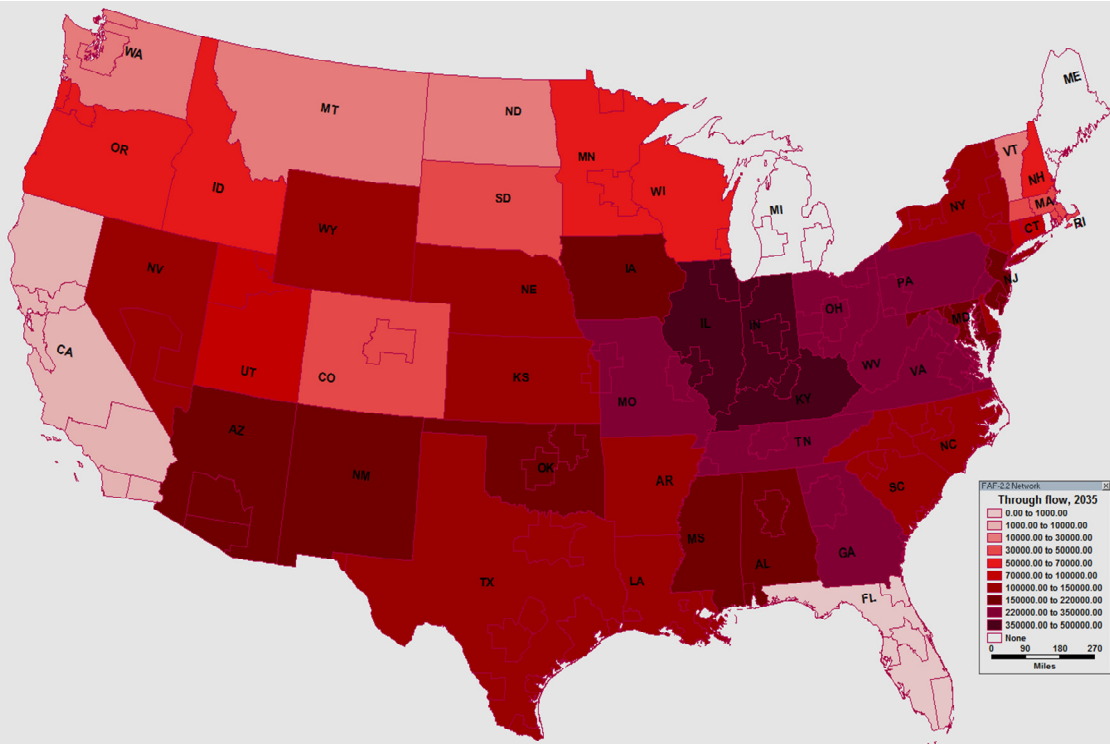 WA
MT
ND
MN
OR
ID
SD
WI
MI
ME
VT
NH
NY
MA
CT
RI
WY
IA
NV
NE
PA
NJ
OH
IL
IN
MD
CA
UT
CO
KS
MO
WV
VA
KY
AZ
NM
OK
AR
TN
NC
SC
MS
AL
GA
TX
LA
FL
FAF-2.2 Network
Through flow, 2035
0.00 to 1000.00
1000.00 to 10000.00
10000.00 to 30000.00
30000.00 to 50000.00
50000.00 to 70000.00
70000.00 to 100000.00
100000.00 to 150000.00
150000.00 to 220000.00
220000.00 to 350000.00
350000.00 to 500000.00
None
0 90 180 270
Miles